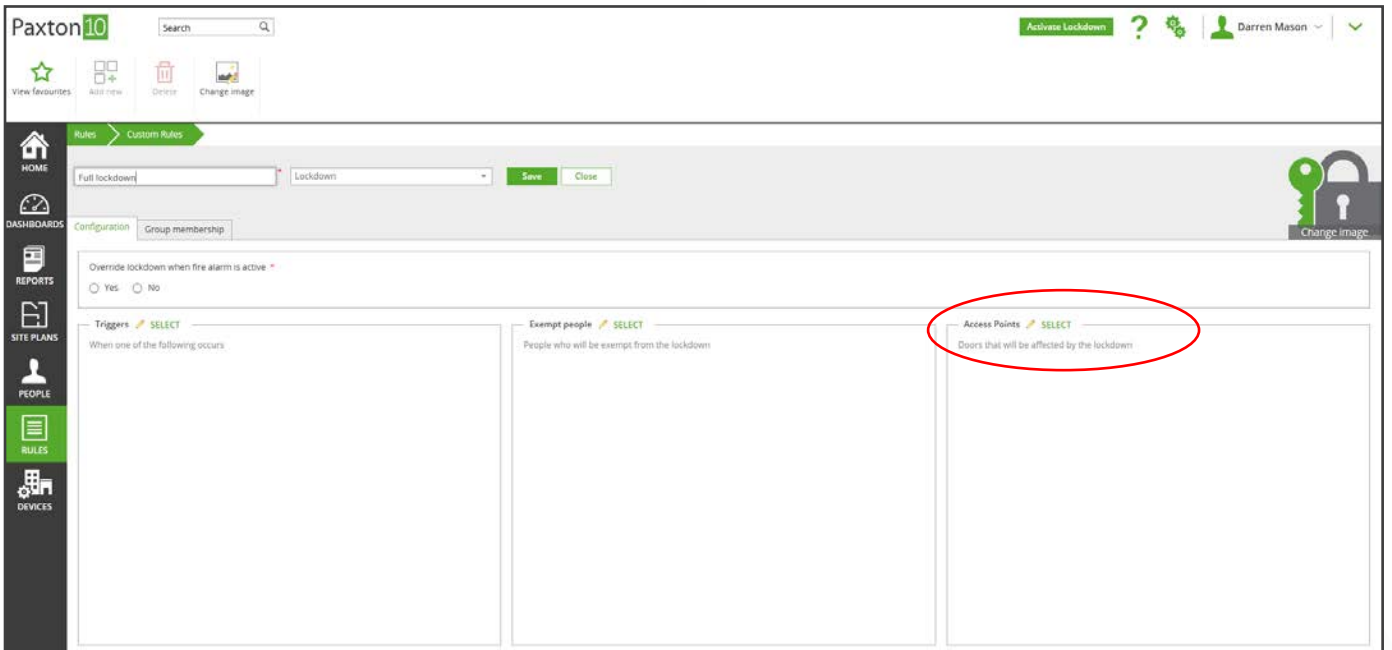 Paxton 10
Search
Activate Lockdown
?
Darren Mason
View favourites
Add new
Delete
Change image
Rules
Custom Rules
HOME
Full lockdown
*
Lockdown
Save
Close
Change image
DASHBOARDS
Configuration
Group membership
REPORTS
Override lockdown when fire alarm is active *
Yes
No
SITE PLANS
Triggers SELECT
When one of the following occurs
Exempt people SELECT
People who will be exempt from the lockdown
Access Points SELECT
Doors that will be affected by the lockdown
PEOPLE
RULES
DEVICES